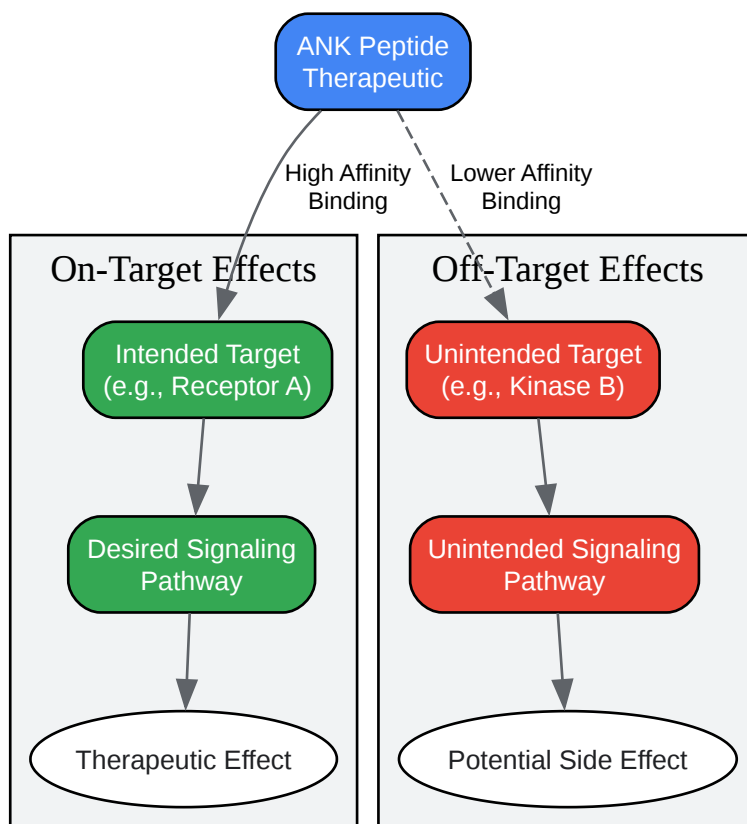 ANK Peptide
Therapeutic
High Affinity
Binding
Lower Affinity
Binding
On-Target Effects
Intended Target
(e.g., Receptor A)
Desired Signaling
Pathway
Therapeutic Effect
Off-Target Effects
Unintended Target
(e.g., Kinase B)
Unintended Signaling
Pathway
Potential Side Effect